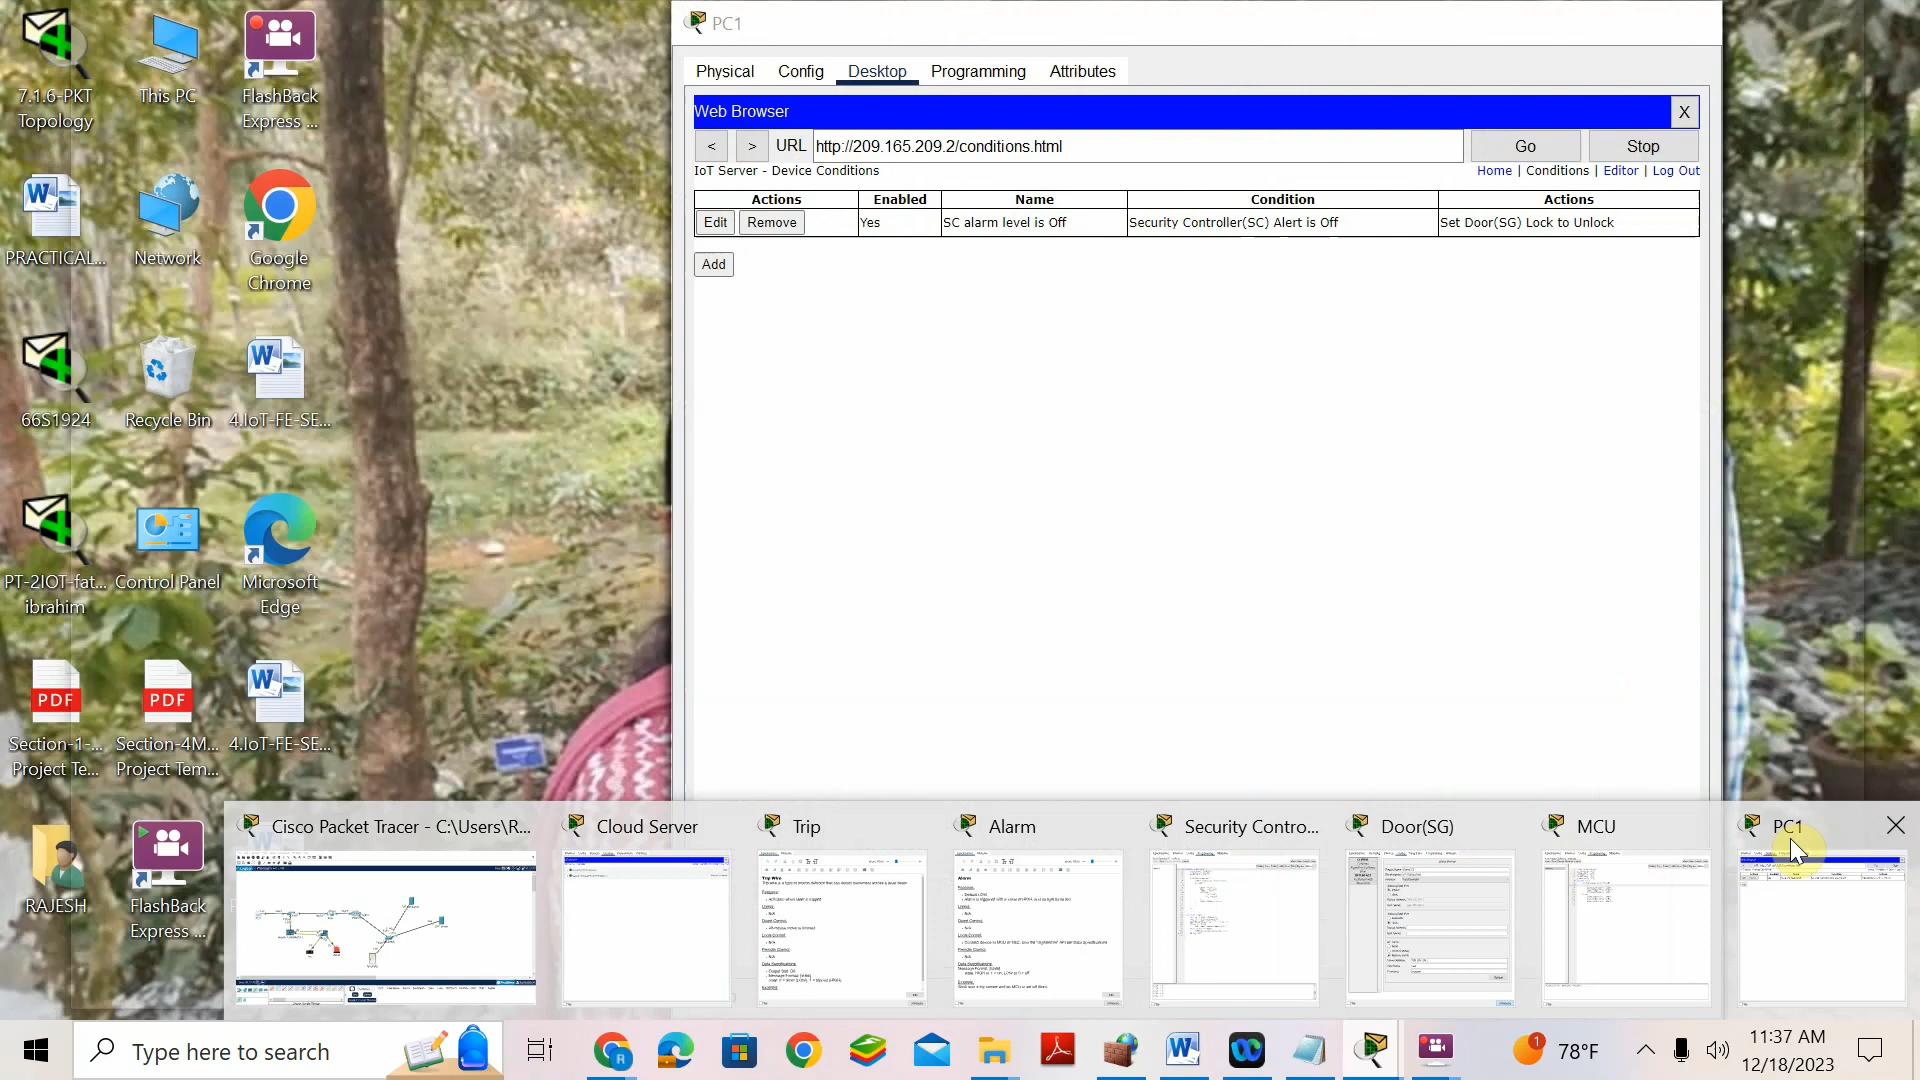 PC1
Physical Config Desktop Programming Attributes
Web Browser X
< > URL http://209.165.209.2/conditions.html Go Stop
IoT Server - Device Conditions Home | Conditions | Editor | Log Out
Actions Enabled Name Condition Actions
Edit Remove Yes SC alarm level is Off Security Controller(SC) Alert is Off Set Door(SG) Lock to Unlock
Add
7.1.6-PKT
Topology
This PC
FlashBack
Express ...
PRACTICAL...
Network
Google
Chrome
66S1924
Recycle Bin
4.IoT-FE-SE...
PT-2IOT-fat...
ibrahim
Control Panel
Microsoft
Edge
PDF
Section-1-...
Project Te...
PDF
Section-4M...
Project Tem...
4.IoT-FE-SE...
RAJESH
FlashBack
Express ...
Cisco Packet Tracer - C:\Users\R...
Cloud Server
Trip
Alarm
Security Contro...
Door(SG)
MCU
PC1
Trip Wire
Alarm
Type here to search
R
1
78°F
11:37 AM
12/18/2023